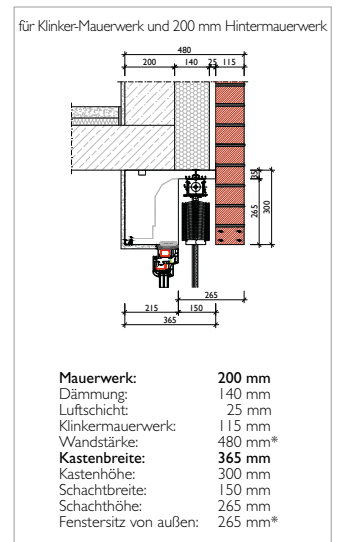 für Klinker-Mauerwerk und 200 mm Hintermauerwerk
480
200 140 25 115
35
265
300
265
215 150
365
Mauerwerk: 200 mm
Dämmung: 140 mm
Luftschicht: 25 mm
Klinkermauerwerk: 115 mm
Wandstärke: 480 mm*
Kastenbreite: 365 mm
Kastenhöhe: 300 mm
Schachtbreite: 150 mm
Schachthöhe: 265 mm
Fenstersitz von außen: 265 mm*